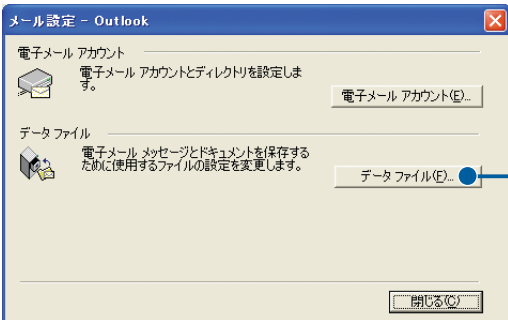 メール設定 - Outlook
電子メール アカウント
電子メール アカウントとディレクトリを設定しま
す。
電子メール アカウント(E)...
データ ファイル
電子メール メッセージとドキュメントを保存する
ために使用するファイルの設定を変更します。
データ ファイル(F)...
閉じる(C)